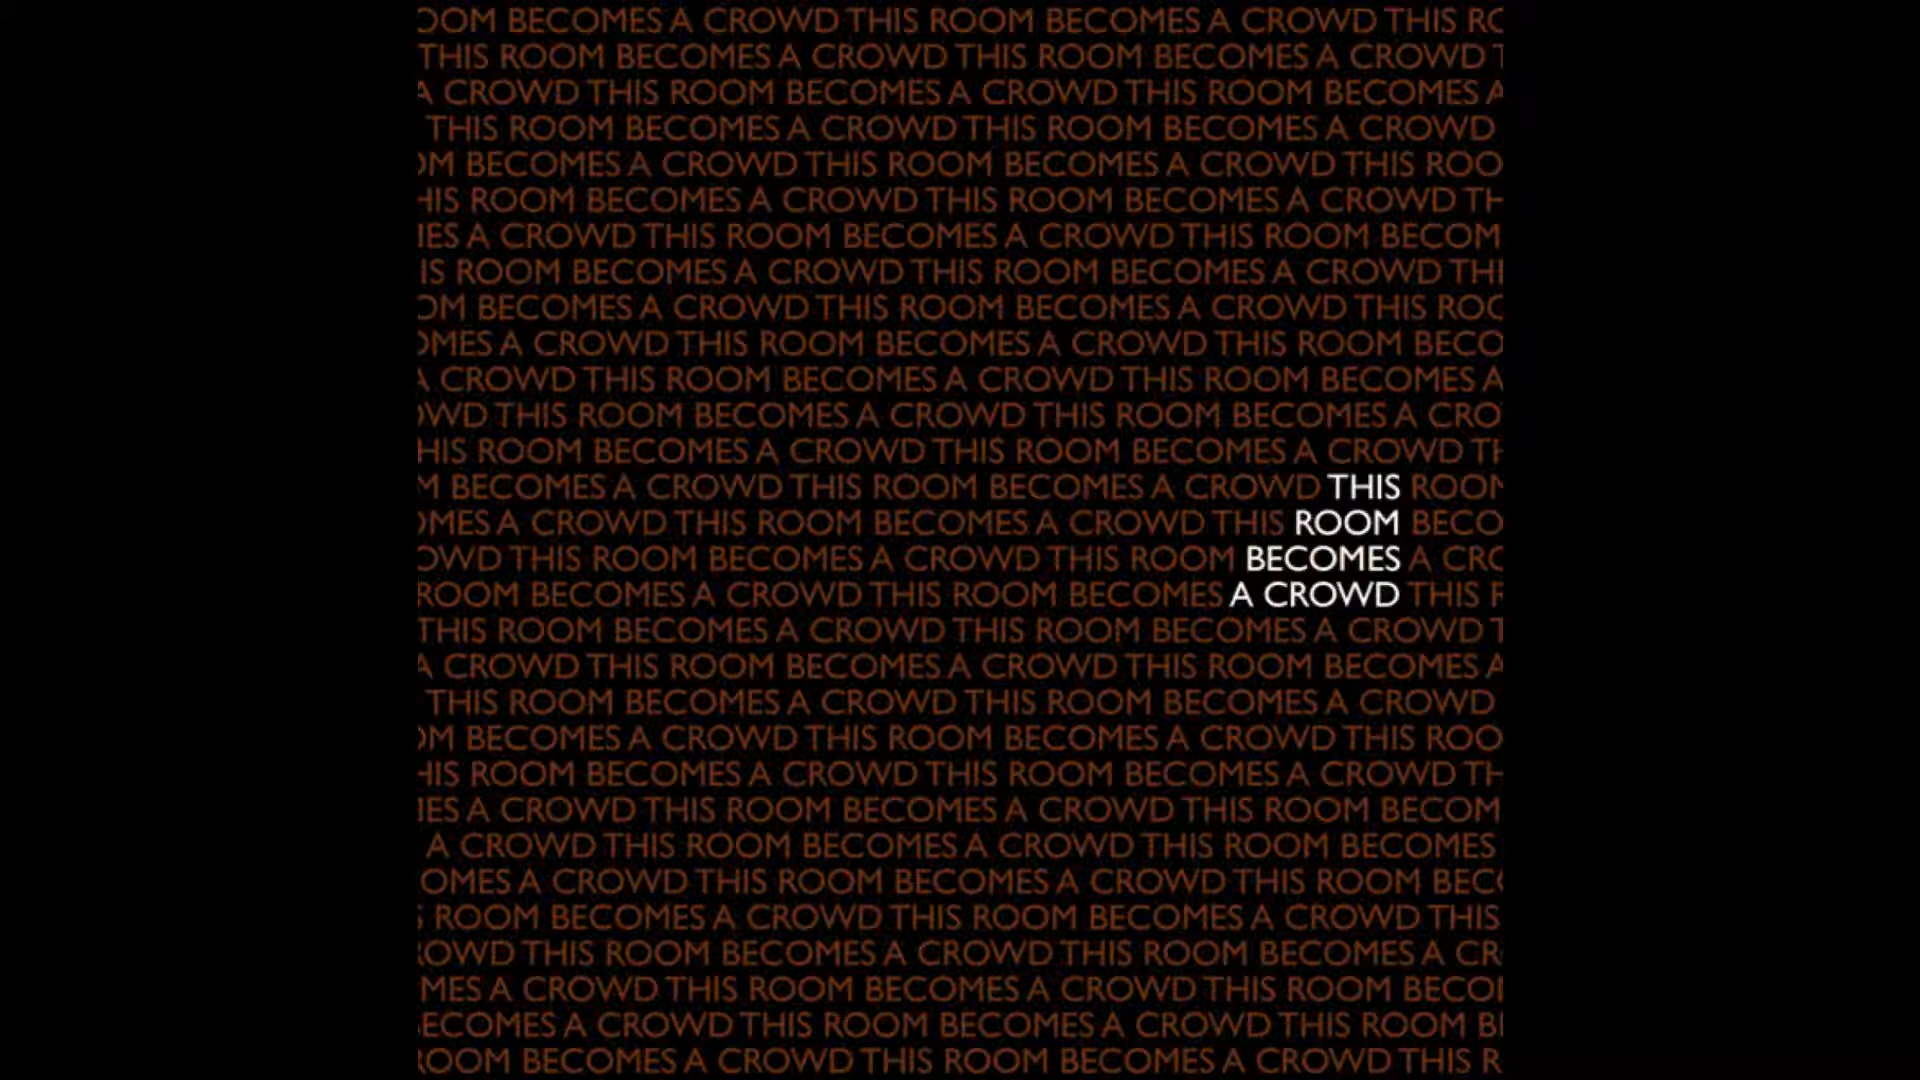 OOM BECOMES A CROWD THIS ROOM BECOMES A CROWD THIS RO
THIS ROOM BECOMES A CROWD THIS ROOM BECOMES A CROWD T
A CROWD THIS ROOM BECOMES A CROWD THIS ROOM BECOMES A
THIS ROOM BECOMES A CROWD THIS ROOM BECOMES A CROWD
OM BECOMES A CROWD THIS ROOM BECOMES A CROWD THIS ROO
HIS ROOM BECOMES A CROWD THIS ROOM BECOMES A CROWD TH
MES A CROWD THIS ROOM BECOMES A CROWD THIS ROOM BECOM
IS ROOM BECOMES A CROWD THIS ROOM BECOMES A CROWD THI
OM BECOMES A CROWD THIS ROOM BECOMES A CROWD THIS ROO
OMES A CROWD THIS ROOM BECOMES A CROWD THIS ROOM BECO
A CROWD THIS ROOM BECOMES A CROWD THIS ROOM BECOMES A
OWD THIS ROOM BECOMES A CROWD THIS ROOM BECOMES A CRO
HIS ROOM BECOMES A CROWD THIS ROOM BECOMES A CROWD TH
M BECOMES A CROWD THIS ROOM BECOMES A CROWD THIS ROOM
OMES A CROWD THIS ROOM BECOMES A CROWD THIS ROOM BECO
OWD THIS ROOM BECOMES A CROWD THIS ROOM BECOMES A CRO
ROOM BECOMES A CROWD THIS ROOM BECOMES A CROWD THIS R
THIS ROOM BECOMES A CROWD THIS ROOM BECOMES A CROWD T
A CROWD THIS ROOM BECOMES A CROWD THIS ROOM BECOMES A
THIS ROOM BECOMES A CROWD THIS ROOM BECOMES A CROWD
OM BECOMES A CROWD THIS ROOM BECOMES A CROWD THIS ROO
HIS ROOM BECOMES A CROWD THIS ROOM BECOMES A CROWD TH
MES A CROWD THIS ROOM BECOMES A CROWD THIS ROOM BECOM
A CROWD THIS ROOM BECOMES A CROWD THIS ROOM BECOMES
OMES A CROWD THIS ROOM BECOMES A CROWD THIS ROOM BECO
S ROOM BECOMES A CROWD THIS ROOM BECOMES A CROWD THIS
ROWD THIS ROOM BECOMES A CROWD THIS ROOM BECOMES A CR
MES A CROWD THIS ROOM BECOMES A CROWD THIS ROOM BECOM
ECOMES A CROWD THIS ROOM BECOMES A CROWD THIS ROOM BE
ROOM BECOMES A CROWD THIS ROOM BECOMES A CROWD THIS R